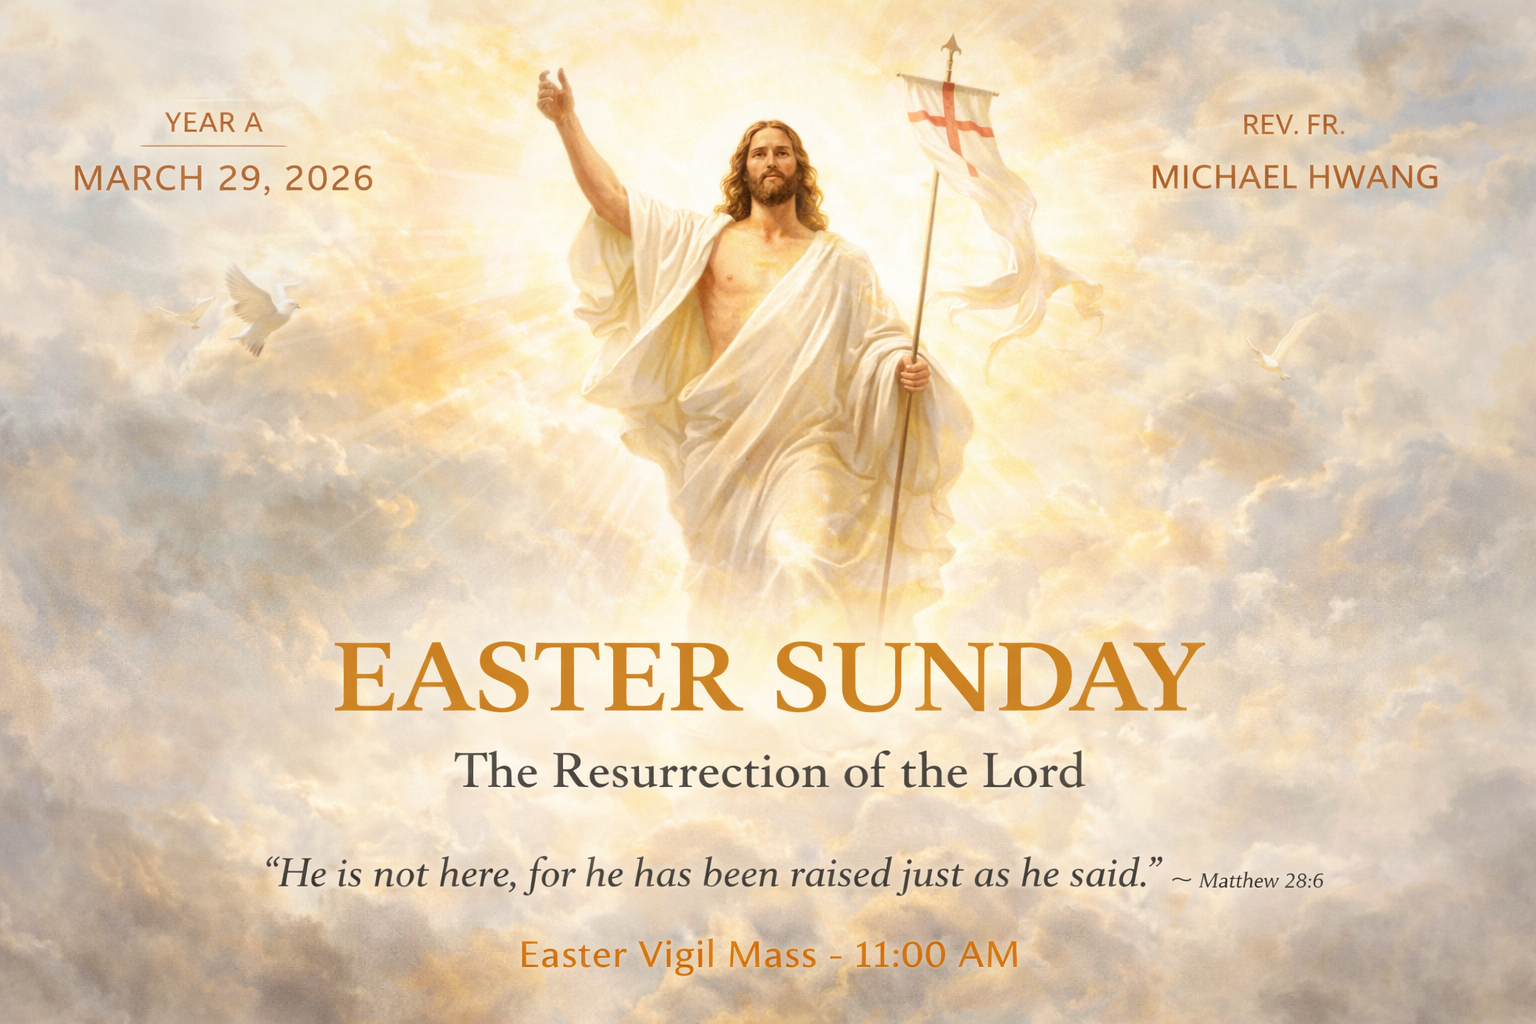 YEAR A
MARCH 29, 2026
REV. FR.
MICHAEL HWANG
EASTER SUNDAY
The Resurrection of the Lord
“He is not here, for he has been raised just as he said.” ~ Matthew 28:6
Easter Vigil Mass - 11:00 AM